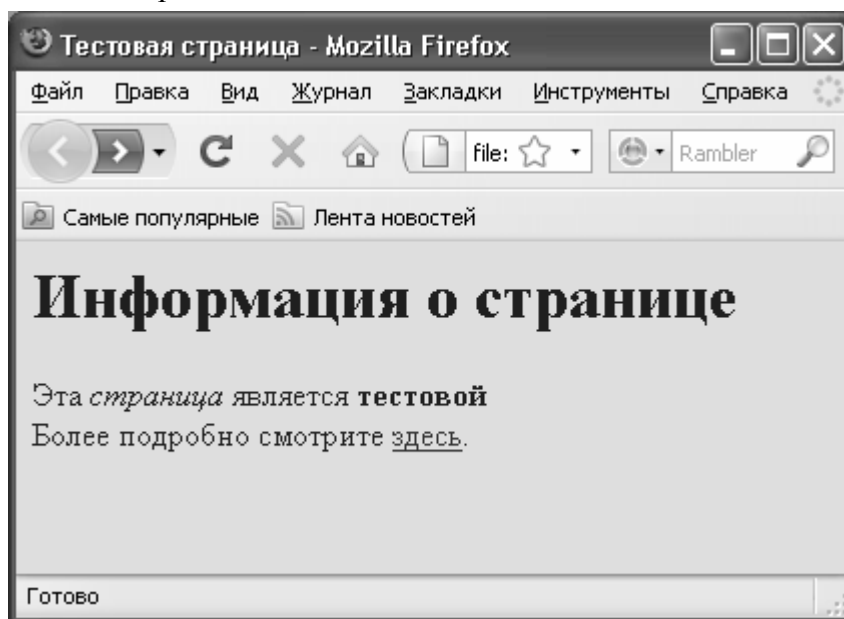 Тестовая страница - Mozilla Firefox
Файл Правка Вид Журнал Закладки Инструменты Справка
file: Rambler
Самые популярные Лента новостей
Информация о странице
Эта страница является тестовой
Более подробно смотрите здесь.
Готово